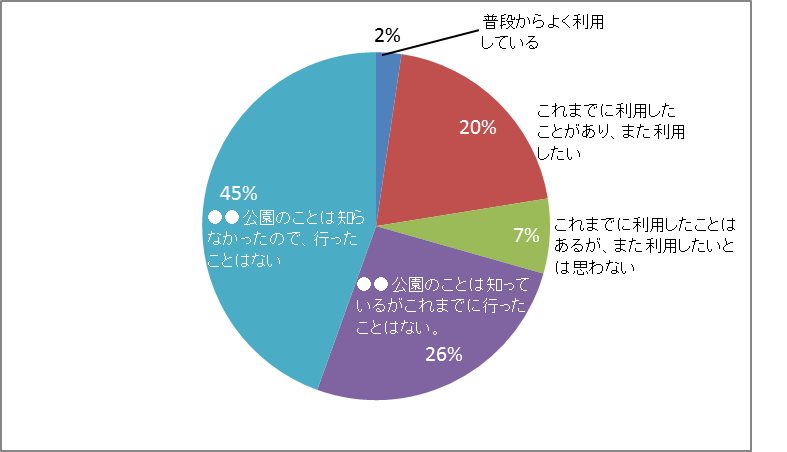 2%
普段からよく利用
している
20%
これまでに利用した
ことがあり、また利用
したい
7%
これまでに利用したことは
あるが、また利用したいと
は思わない
45%
●●公園のことは知ら
なかったので、行った
ことはない
●●公園のことは知って
いるがこれまでに行った
ことはない。
26%